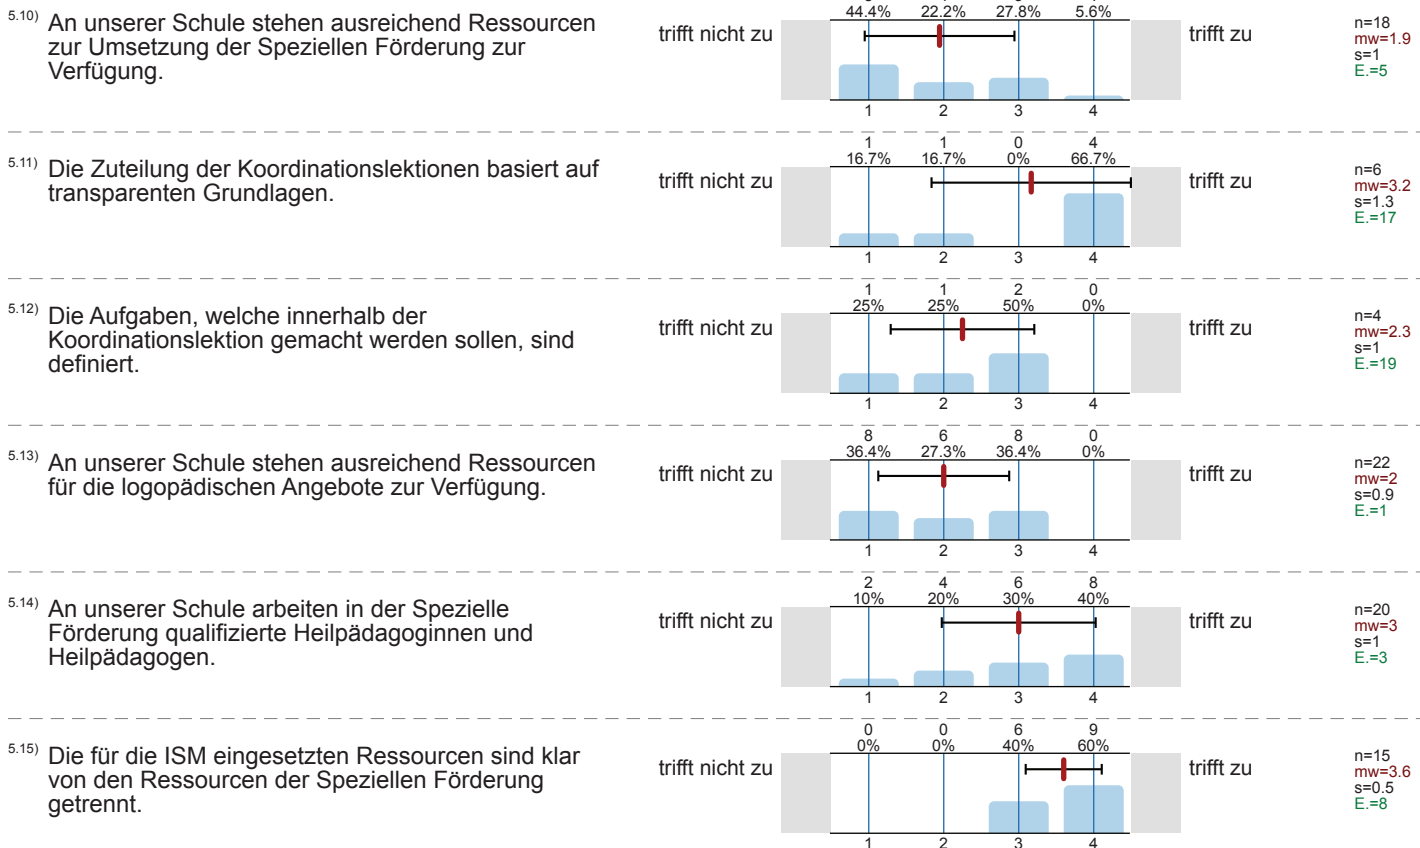 5.10) An unserer Schule stehen ausreichend Ressourcen
zur Umsetzung der Speziellen Förderung zur
Verfügung.
trifft nicht zu
44.4% 22.2% 27.8% 5.6%
1 2 3 4
trifft zu
n=18
mw=1.9
s=1
E.=5
5.11) Die Zuteilung der Koordinationslektionen basiert auf
transparenten Grundlagen.
trifft nicht zu
1 1 0 4
16.7% 16.7% 0% 66.7%
1 2 3 4
trifft zu
n=6
mw=3.2
s=1.3
E.=17
5.12) Die Aufgaben, welche innerhalb der
Koordinationslektion gemacht werden sollen, sind
definiert.
trifft nicht zu
1 1 2 0
25% 25% 50% 0%
1 2 3 4
trifft zu
n=4
mw=2.3
s=1
E.=19
5.13) An unserer Schule stehen ausreichend Ressourcen
für die logopädischen Angebote zur Verfügung.
trifft nicht zu
8 6 8 0
36.4% 27.3% 36.4% 0%
1 2 3 4
trifft zu
n=22
mw=2
s=0.9
E.=1
5.14) An unserer Schule arbeiten in der Spezielle
Förderung qualifizierte Heilpädagoginnen und
Heilpädagogen.
trifft nicht zu
2 4 6 8
10% 20% 30% 40%
1 2 3 4
trifft zu
n=20
mw=3
s=1
E.=3
5.15) Die für die ISM eingesetzten Ressourcen sind klar
von den Ressourcen der Speziellen Förderung
getrennt.
trifft nicht zu
0 0 6 9
0% 0% 40% 60%
1 2 3 4
trifft zu
n=15
mw=3.6
s=0.5
E.=8